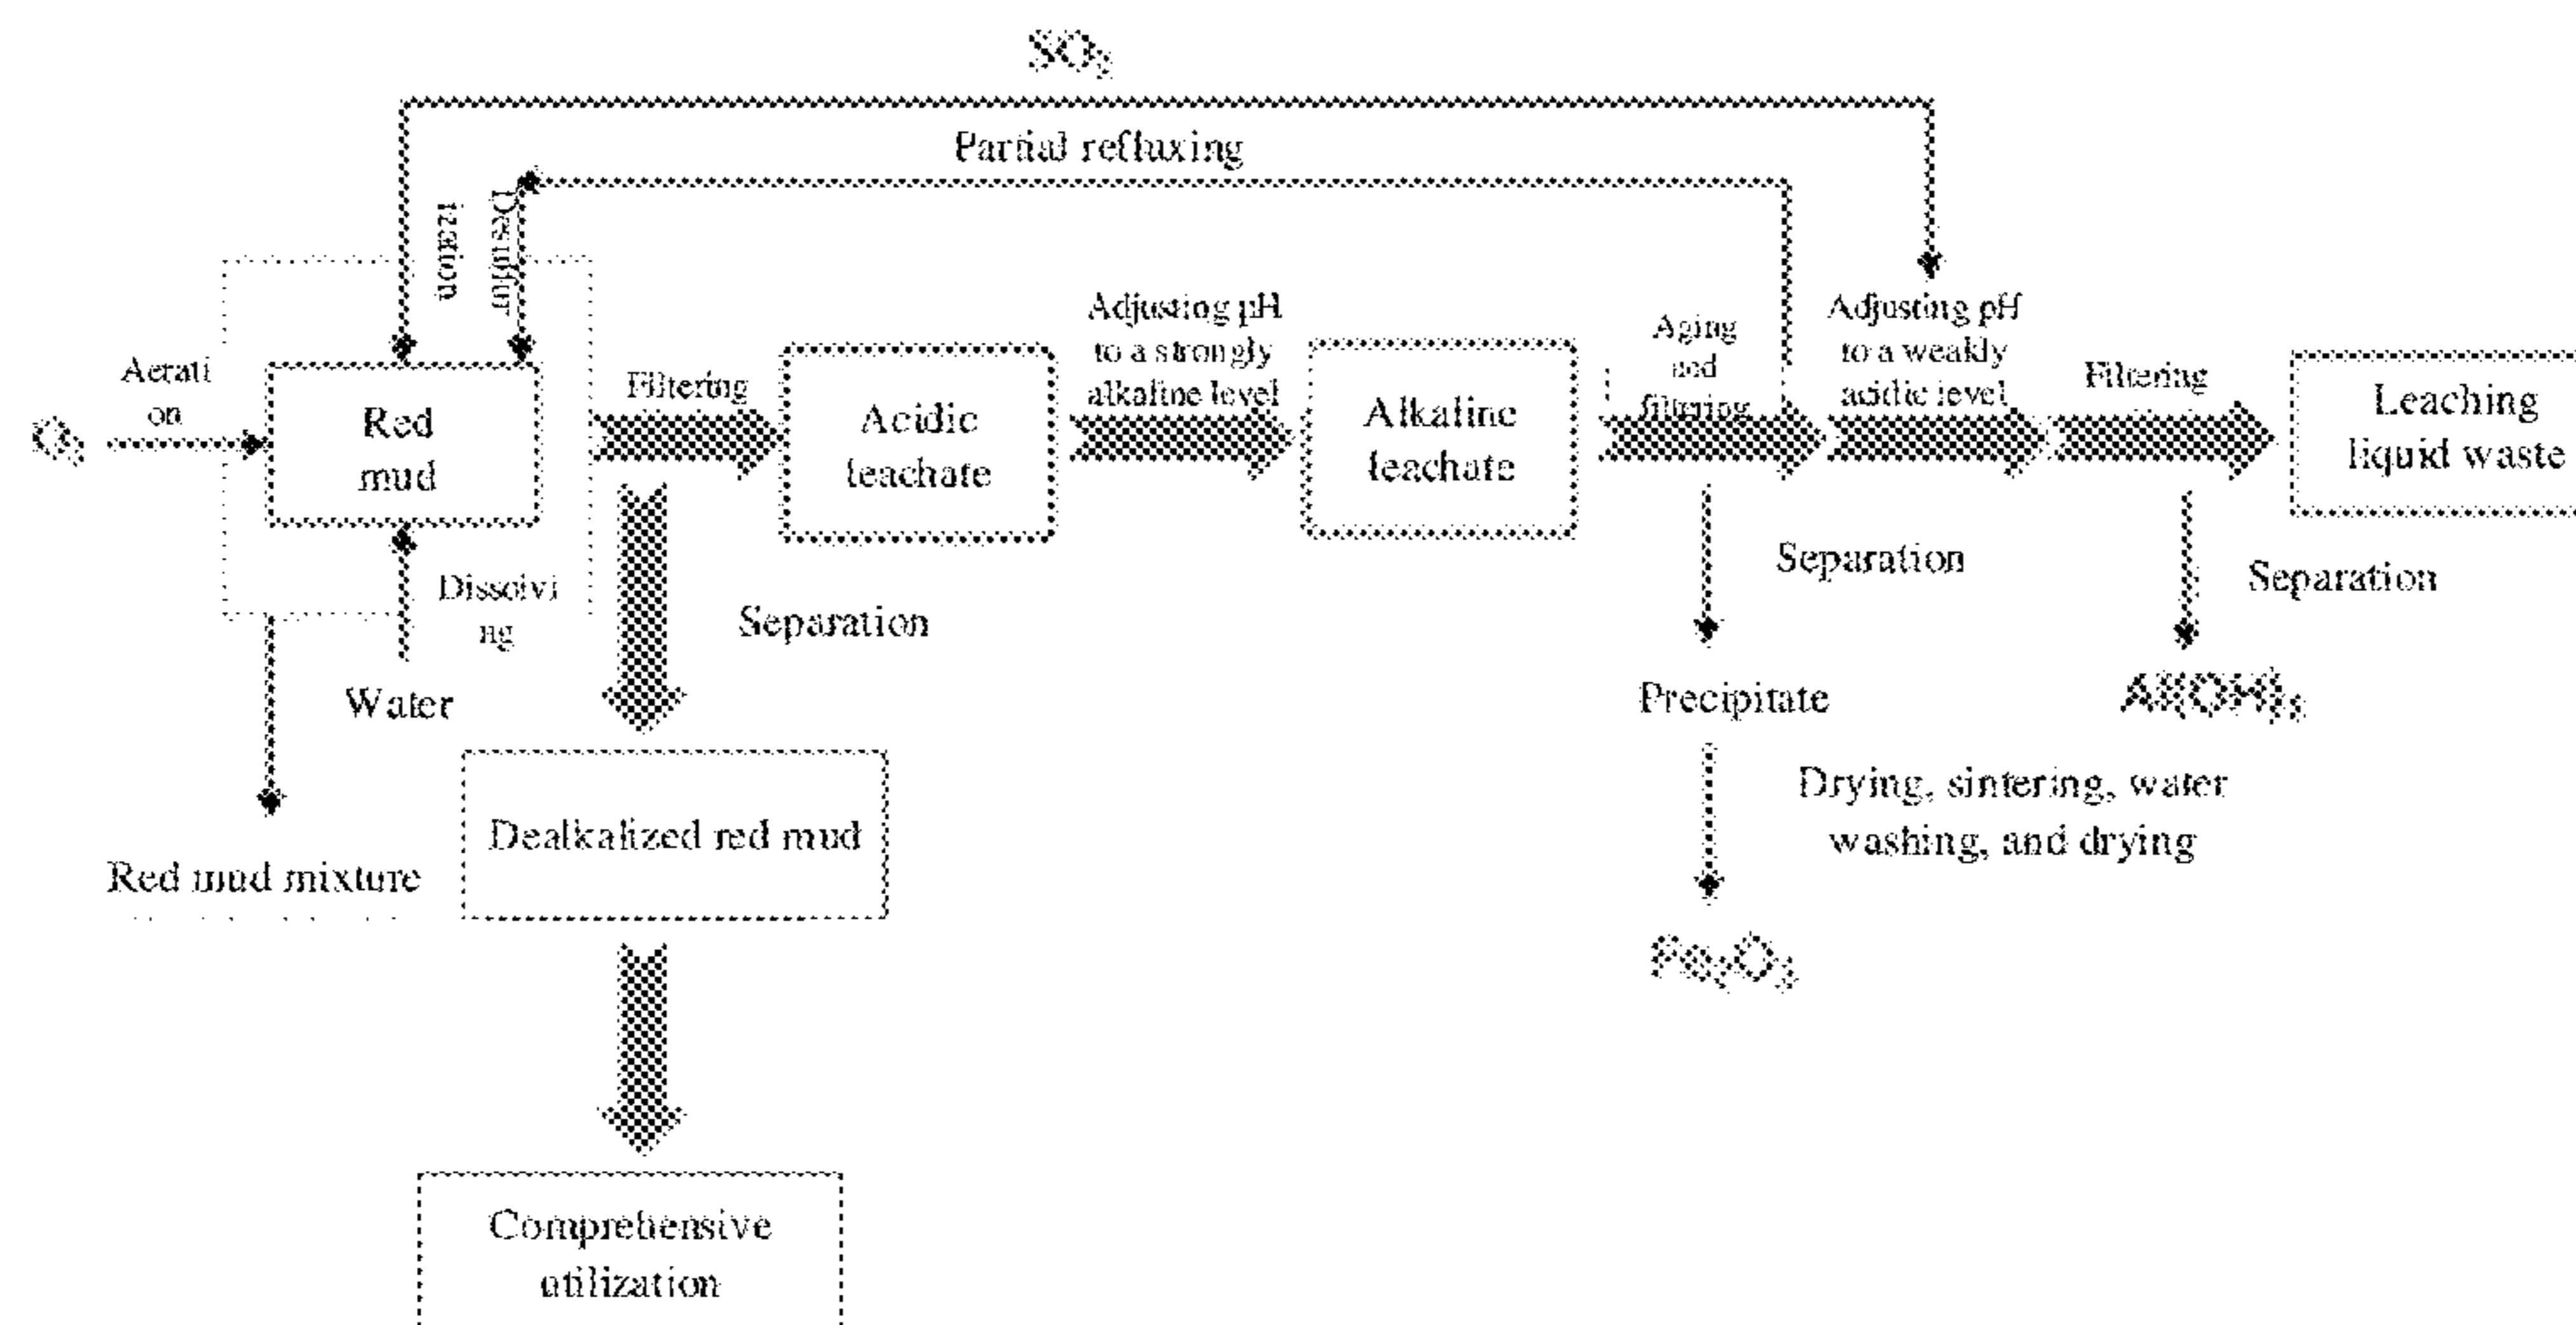 SO₂
Partial refluxing
Desulfur
ization
Aerati
on
O₃
Red
mud
Filtering
Acidic
leachate
Adjusting pH
to a strongly
alkaline level
Alkaline
leachate
Aging
and
filtering
Adjusting pH
to a weakly
acidic level
Filtering
Leaching
liquid waste
Dissolvi
ng
Water
Separation
Separation
Separation
Precipitate
Al(OH)₃
Drying, sintering, water
washing, and drying
Dealkalized red mud
Red mud mixture
Fe₂O₃
Comprehensive
utilization